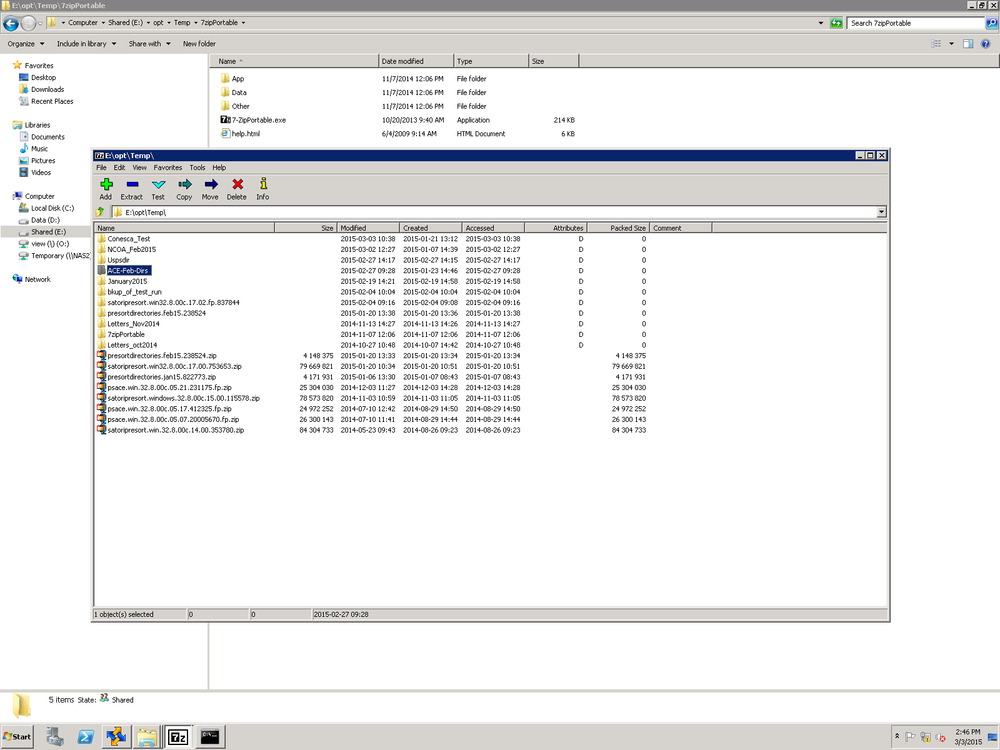 E:\opt\Temp\7zipPortable
Computer Shared (E:) opt Temp 7zipPortable Search 7zipPortable
Organize Include in library Share with New folder
Favorites
Desktop
Downloads
Recent Places
Libraries
Documents
Music
Pictures
Videos
Computer
Local Disk (C:)
Data (D:)
Shared (E:)
view (\) (O:)
Temporary (\\NAS2)
Network
Name Date modified Type Size
App 11/7/2014 12:06 PM File folder
Data 11/7/2014 12:06 PM File folder
Other 11/7/2014 12:06 PM File folder
7-ZipPortable.exe 10/20/2013 9:40 AM Application 214 KB
help.html 6/4/2009 9:14 AM HTML Document 6 KB
E:\opt\Temp\
File Edit View Favorites Tools Help
Add Extract Test Copy Move Delete Info
E:\opt\Temp\
Name Size Modified Created Accessed Attributes Packed Size Comment
Conesca_Test 2015-03-03 10:38 2015-01-21 13:12 2015-03-03 10:38 D 0
NCOA_Feb2015 2015-03-02 12:27 2015-01-07 14:39 2015-03-02 12:27 D 0
Uspsdir 2015-02-27 14:17 2015-02-27 14:15 2015-02-27 14:17 D 0
ACE-Feb-Dirs 2015-02-27 09:28 2015-01-23 14:46 2015-02-27 09:28 D 0
January2015 2015-02-19 14:21 2015-02-19 14:58 2015-02-19 14:58 D 0
bkup_of_test_run 2015-02-04 10:04 2015-02-04 10:04 2015-02-04 10:04 D 0
satoripresort.win32.8.00c.17.02.fp.837844 2015-02-04 09:16 2015-02-04 09:08 2015-02-04 09:16 D 0
presortdirectories.feb15.238524 2015-01-20 13:38 2015-01-20 13:36 2015-01-20 13:38 D 0
Letters_Nov2014 2014-11-13 14:27 2014-11-13 14:26 2014-11-13 14:27 D 0
7zipPortable 2014-11-07 12:06 2014-11-07 12:06 2014-11-07 12:06 D 0
Letters_oct2014 2014-10-27 10:48 2014-10-07 14:42 2014-10-27 10:48 D 0
presortdirectories.feb15.238524.zip 4 148 375 2015-01-20 13:33 2015-01-20 13:34 2015-01-20 13:34 4 148 375
satoripresort.win32.8.00c.17.00.753653.zip 79 669 821 2015-01-20 10:34 2015-01-20 10:51 2015-01-20 10:51 79 669 821
presortdirectories.jan15.822773.zip 4 171 931 2015-01-06 13:30 2015-01-07 08:43 2015-01-07 08:43 4 171 931
psace.win.32.8.00c.05.21.231175.fp.zip 25 304 030 2014-12-03 11:27 2014-12-03 14:28 2014-12-03 14:28 25 304 030
satoripresort.windows.32.8.00c.15.00.115578.zip 78 573 820 2014-11-03 10:59 2014-11-03 11:05 2014-11-03 11:05 78 573 820
psace.win.32.8.00c.05.17.412325.fp.zip 24 972 252 2014-07-10 12:42 2014-08-29 14:50 2014-08-29 14:50 24 972 252
psace.win.32.8.00c.05.07.20005670.fp.zip 26 300 143 2014-07-10 11:41 2014-08-29 14:44 2014-08-29 14:44 26 300 143
satoripresort.win.32.8.00c.14.00.353780.zip 84 304 733 2014-05-23 09:43 2014-08-26 09:23 2014-08-26 09:23 84 304 733
1 object(s) selected 0 0 2015-02-27 09:28
5 items State: Shared
Start 7z C:\_ 2:46 PM
3/3/2015